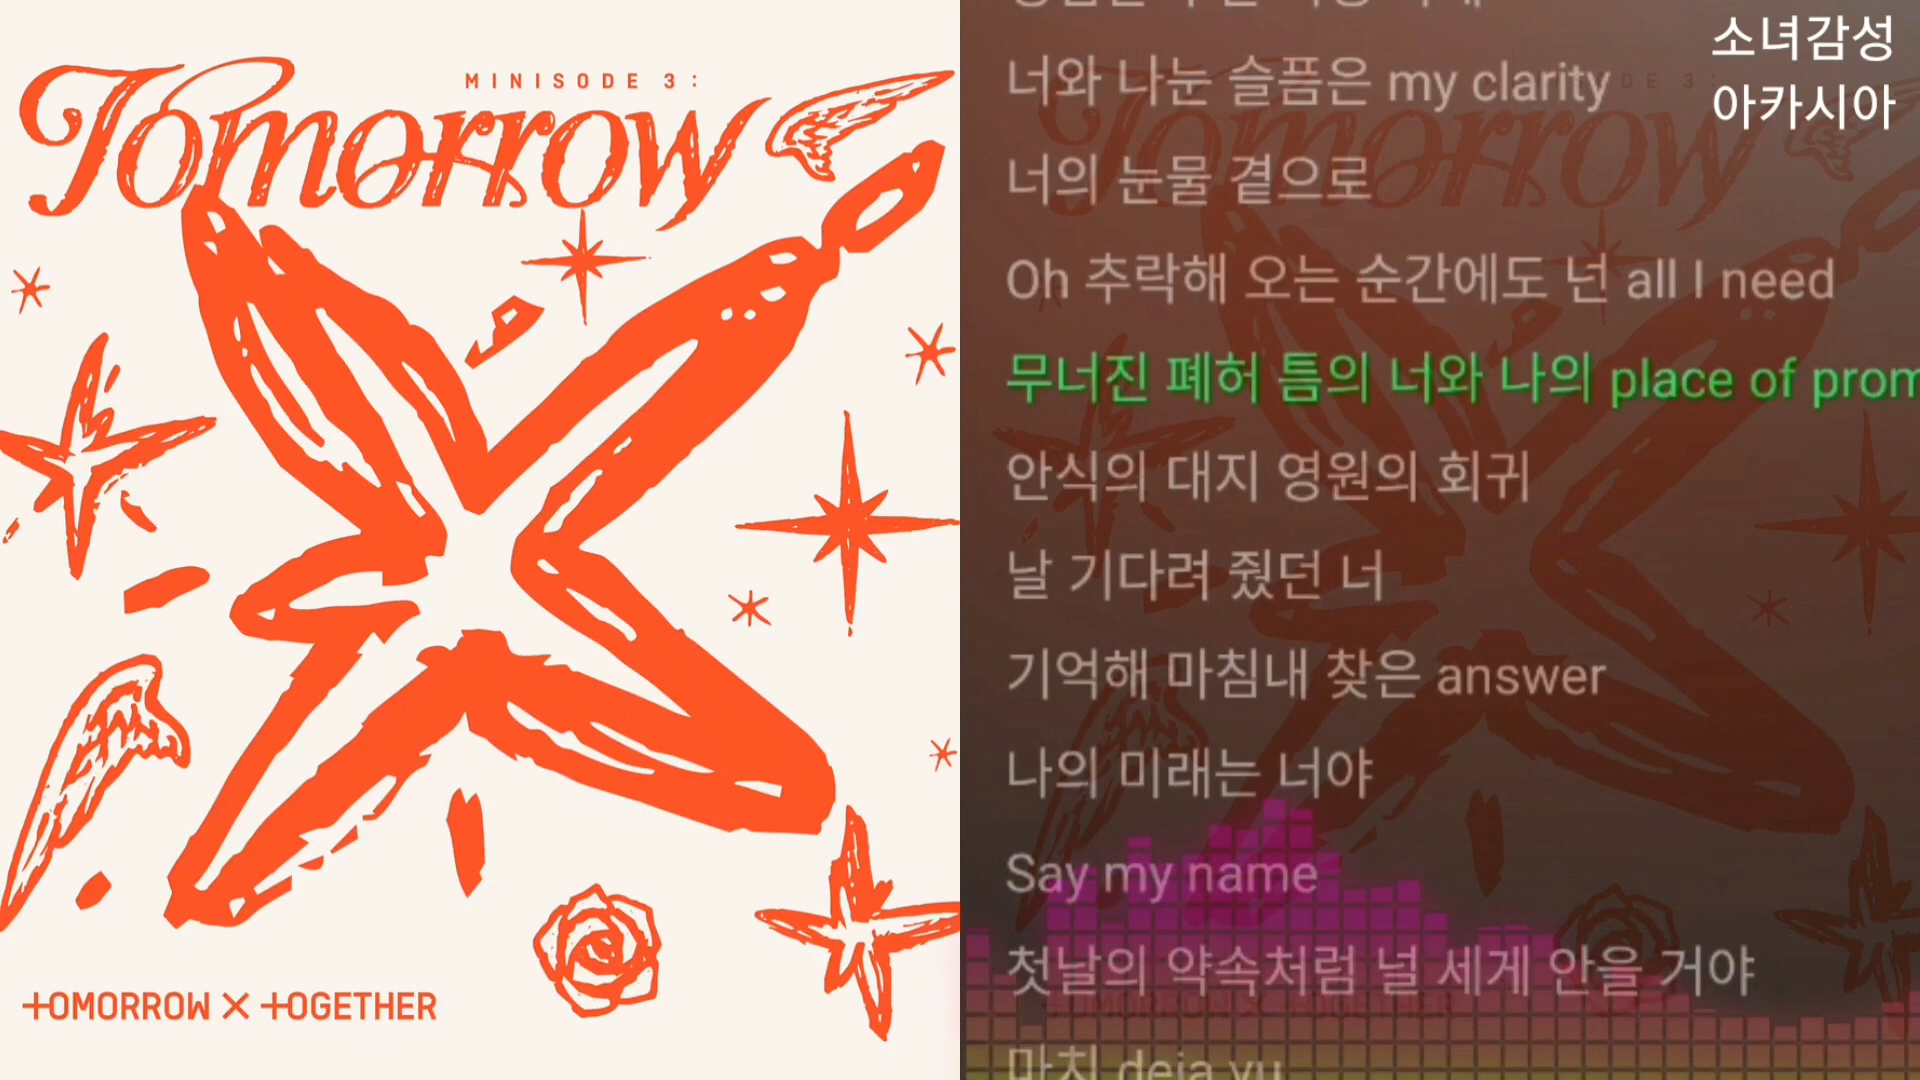 MINISODE 3:
Tomorrow
TOMORROW X TOGETHER
소녀감성
아카시아
너와 나눈 슬픔은 my clarity
너의 눈물 곁으로
Oh 추락해 오는 순간에도 넌 all I need
무너진 폐허 틈의 너와 나의 place of prom
안식의 대지 영원의 회귀
날 기다려 줬던 너
기억해 마침내 찾은 answer
나의 미래는 너야
Say my name
첫날의 약속처럼 널 세게 안을 거야
마치 deja vu